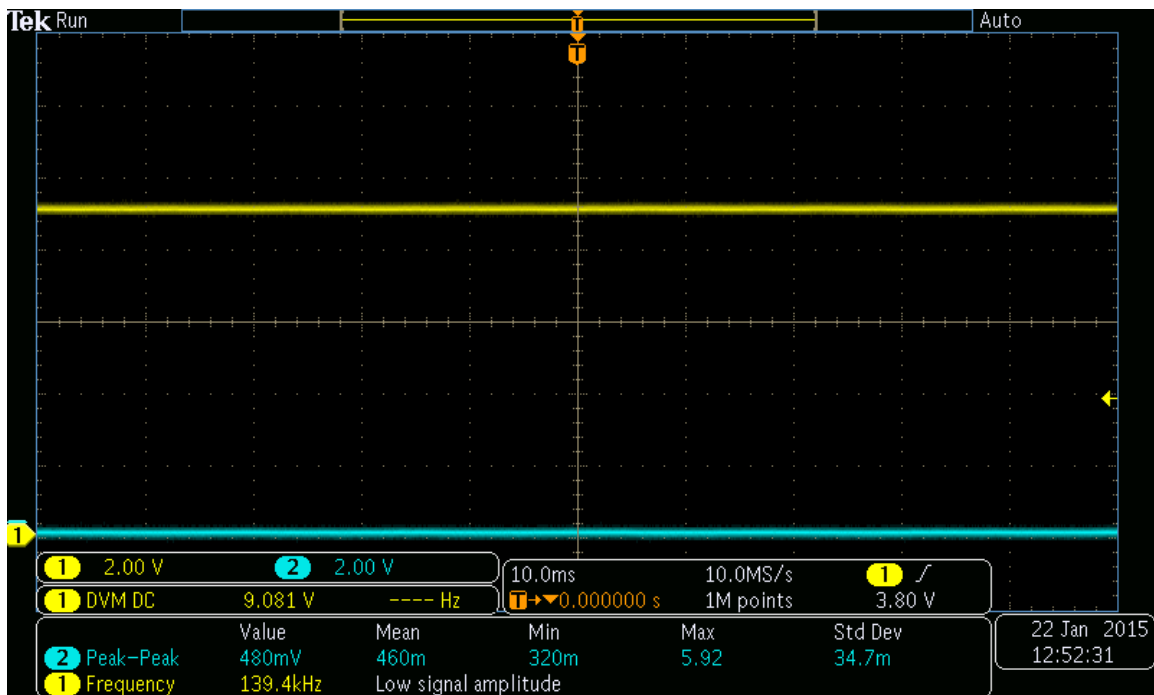 Tek Run Auto
T
T
1
1 2.00 V 2 2.00 V
1 DVM DC 9.081 V ---- Hz
10.0ms 10.0MS/s 1 ∫
T→▼0.000000 s 1M points 3.80 V
Value Mean Min Max Std Dev
2 Peak-Peak 480mV 460m 320m 5.92 34.7m
1 Frequency 139.4kHz Low signal amplitude
22 Jan 2015
12:52:31